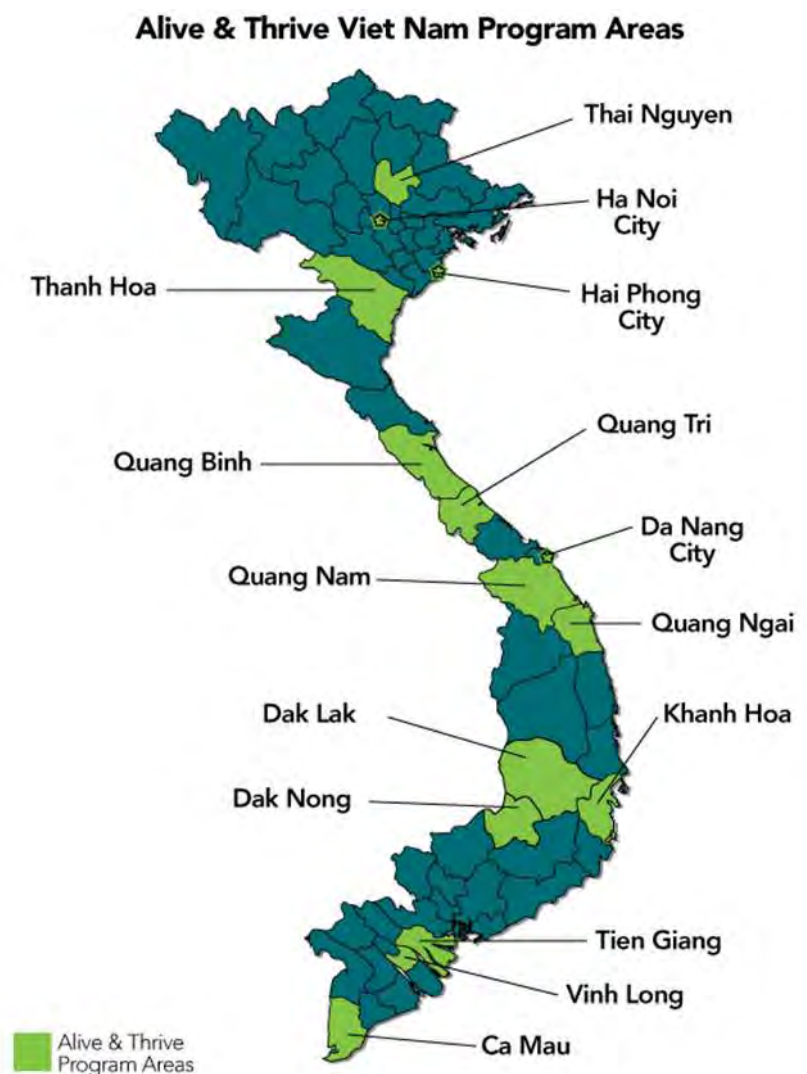 Alive & Thrive Viet Nam Program Areas
Thai Nguyen
Ha Noi
City
Thanh Hoa
Hai Phong
City
Quang Tri
Quang Binh
Da Nang
City
Quang Nam
Quang Ngai
Dak Lak
Khanh Hoa
Dak Nong
Tien Giang
Vinh Long
Ca Mau
Alive & Thrive
Program Areas